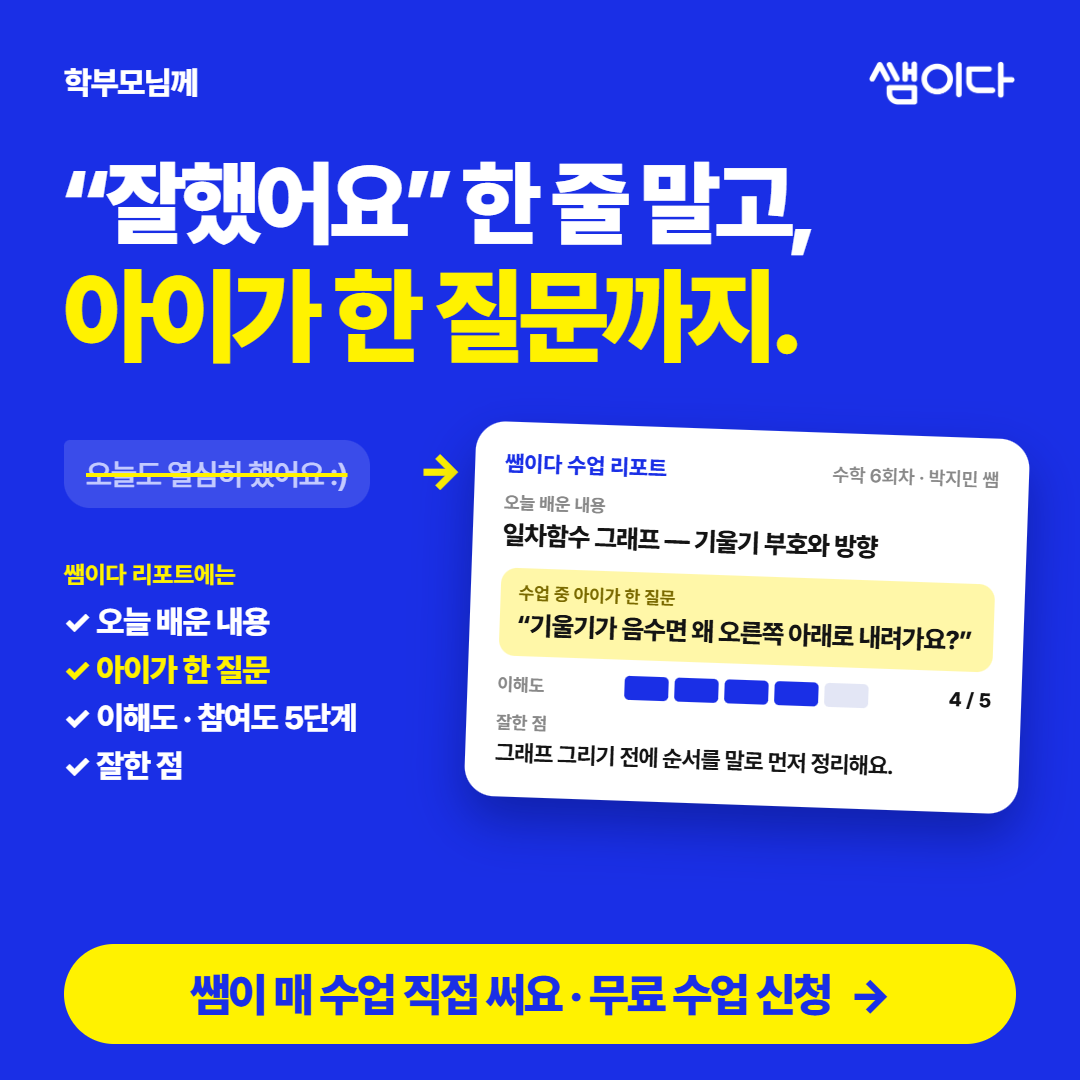 학부모님께
쌤이다
“잘했어요” 한 줄 말고,
아이가 한 질문까지.
오늘도 열심히 했어요 :)
→
쌤이다 리포트에는
✓ 오늘 배운 내용
✓ 아이가 한 질문
✓ 이해도 · 참여도 5단계
✓ 잘한 점
쌤이다 수업 리포트
수학 6회차 · 박지민 쌤
오늘 배운 내용
일차함수 그래프 — 기울기 부호와 방향
수업 중 아이가 한 질문
“기울기가 음수면 왜 오른쪽 아래로 내려가요?”
이해도
4 / 5
잘한 점
그래프 그리기 전에 순서를 말로 먼저 정리해요.
쌤이 매 수업 직접 써요 · 무료 수업 신청 →